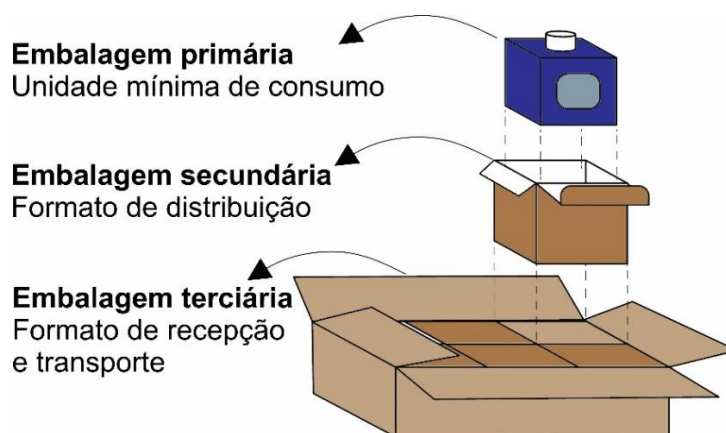 Embalagem primária
Unidade mínima de consumo
Embalagem secundária
Formato de distribuição
Embalagem terciária
Formato de recepção
e transporte